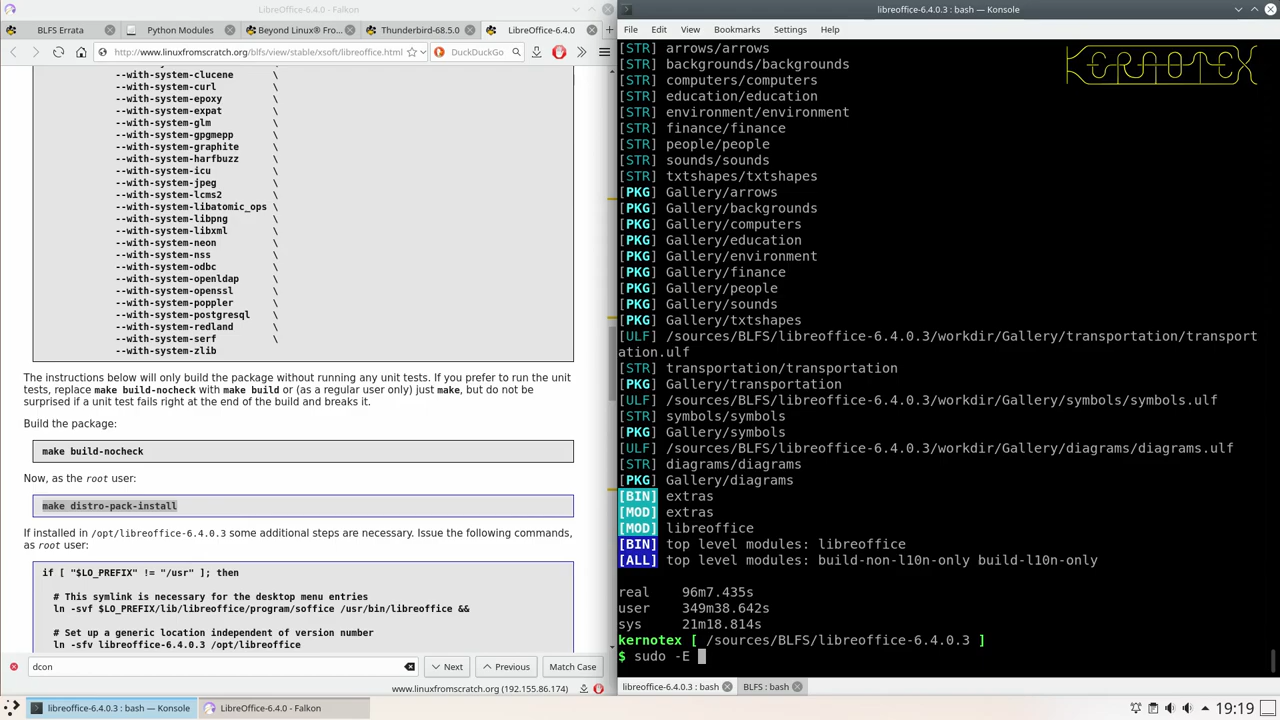 LibreOffice-6.4.0 - Falkon
BLFS Errata
Python Modules
Beyond Linux® Fro...
Thunderbird-68.5.0
LibreOffice-6.4.0
http://www.linuxfromscratch.org/blfs/view/stable/xsoft/libreoffice.html
DuckDuckGo
--with-system-clucene \
--with-system-curl \
--with-system-epoxy \
--with-system-expat \
--with-system-glm \
--with-system-gpgmepp \
--with-system-graphite \
--with-system-harfbuzz \
--with-system-icu \
--with-system-jpeg \
--with-system-lcms2 \
--with-system-libatomic_ops \
--with-system-libpng \
--with-system-libxml \
--with-system-neon \
--with-system-nss \
--with-system-odbc \
--with-system-openldap \
--with-system-openssl \
--with-system-poppler \
--with-system-postgresql \
--with-system-redland \
--with-system-serf \
--with-system-zlib
The instructions below will only build the package without running any unit tests. If you prefer to run the unit
tests, replace make build-nocheck with make build or (as a regular user only) just make, but do not be
surprised if a unit test fails right at the end of the build and breaks it.
Build the package:
make build-nocheck
Now, as the root user:
make distro-pack-install
If installed in /opt/libreoffice-6.4.0.3 some additional steps are necessary. Issue the following commands,
as root user:
if [ "$LO_PREFIX" != "/usr" ]; then
# This symlink is necessary for the desktop menu entries
ln -svf $LO_PREFIX/lib/libreoffice/program/soffice /usr/bin/libreoffice &&
# Set up a generic location independent of version number
ln -sfv libreoffice-6.4.0.3 /opt/libreoffice
dcon
Next
Previous
Match Case
www.linuxfromscratch.org (192.155.86.174)
libreoffice-6.4.0.3 : bash — Konsole
File Edit View Bookmarks Settings Help
KERNOTEX
[STR] arrows/arrows
[STR] backgrounds/backgrounds
[STR] computers/computers
[STR] education/education
[STR] environment/environment
[STR] finance/finance
[STR] people/people
[STR] sounds/sounds
[STR] txtshapes/txtshapes
[PKG] Gallery/arrows
[PKG] Gallery/backgrounds
[PKG] Gallery/computers
[PKG] Gallery/education
[PKG] Gallery/environment
[PKG] Gallery/finance
[PKG] Gallery/people
[PKG] Gallery/sounds
[PKG] Gallery/txtshapes
[ULF] /sources/BLFS/libreoffice-6.4.0.3/workdir/Gallery/transportation/transport
ation.ulf
[STR] transportation/transportation
[PKG] Gallery/transportation
[ULF] /sources/BLFS/libreoffice-6.4.0.3/workdir/Gallery/symbols/symbols.ulf
[STR] symbols/symbols
[PKG] Gallery/symbols
[ULF] /sources/BLFS/libreoffice-6.4.0.3/workdir/Gallery/diagrams/diagrams.ulf
[STR] diagrams/diagrams
[PKG] Gallery/diagrams
[BIN] extras
[MOD] extras
[MOD] libreoffice
[BIN] top level modules: libreoffice
[ALL] top level modules: build-non-l10n-only build-l10n-only
real 96m7.435s
user 349m38.642s
sys 21m18.814s
kernotex [ /sources/BLFS/libreoffice-6.4.0.3 ]
$ sudo -E
libreoffice-6.4.0.3 : bash
BLFS : bash
libreoffice-6.4.0.3 : bash — Konsole
LibreOffice-6.4.0 - Falkon
19:19